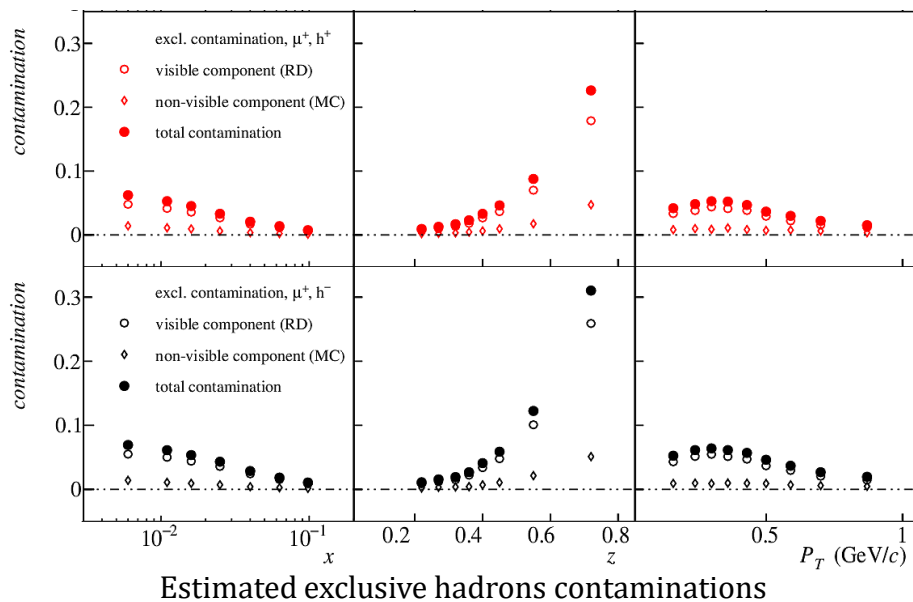 contamination
0.3
0.2
0.1
0
excl. contamination, μ⁺, h⁺
visible component (RD)
non-visible component (MC)
total contamination
contamination
0.3
0.2
0.1
0
excl. contamination, μ⁺, h⁻
visible component (RD)
non-visible component (MC)
total contamination
10⁻² 10⁻¹ 0.2 0.4 0.6 0.8 0.5 1
x z P_T (GeV/c)
Estimated exclusive hadrons contaminations